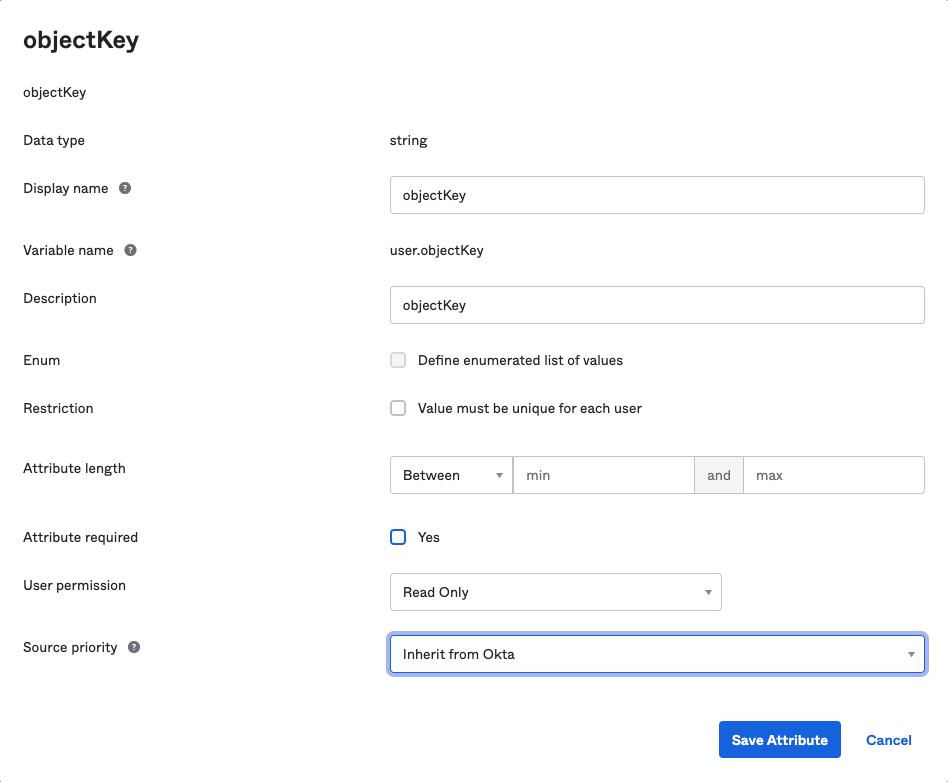 objectKey
objectKey
Data type string
Display name ? objectKey
Variable name ? user.objectKey
Description objectKey
Enum Define enumerated list of values
Restriction Value must be unique for each user
Attribute length Between min and max
Attribute required Yes
User permission Read Only
Source priority ? Inherit from Okta
Save Attribute Cancel